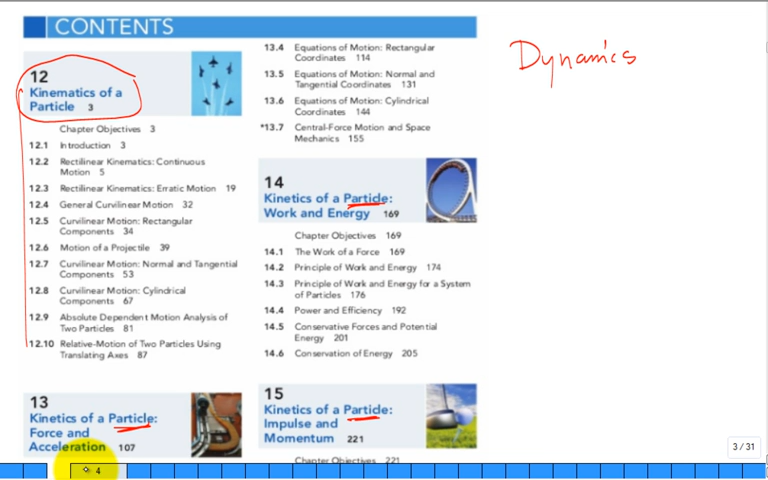 CONTENTS
Dynamics
12
Kinematics of a
Particle 3
Chapter Objectives 3
12.1 Introduction 3
12.2 Rectilinear Kinematics: Continuous
Motion 5
12.3 Rectilinear Kinematics: Erratic Motion 19
12.4 General Curvilinear Motion 32
12.5 Curvilinear Motion: Rectangular
Components 34
12.6 Motion of a Projectile 39
12.7 Curvilinear Motion: Normal and Tangential
Components 53
12.8 Curvilinear Motion: Cylindrical
Components 67
12.9 Absolute Dependent Motion Analysis of
Two Particles 81
12.10 Relative-Motion of Two Particles Using
Translating Axes 87
13
Kinetics of a Particle:
Force and
Acceleration 107
13.4 Equations of Motion: Rectangular
Coordinates 114
13.5 Equations of Motion: Normal and
Tangential Coordinates 131
13.6 Equations of Motion: Cylindrical
Coordinates 144
*13.7 Central-Force Motion and Space
Mechanics 155
14
Kinetics of a Particle:
Work and Energy 169
Chapter Objectives 169
14.1 The Work of a Force 169
14.2 Principle of Work and Energy 174
14.3 Principle of Work and Energy for a System
of Particles 176
14.4 Power and Efficiency 192
14.5 Conservative Forces and Potential
Energy 201
14.6 Conservation of Energy 205
15
Kinetics of a Particle:
Impulse and
Momentum 221
Chapter Objectives 221
3 / 31
4